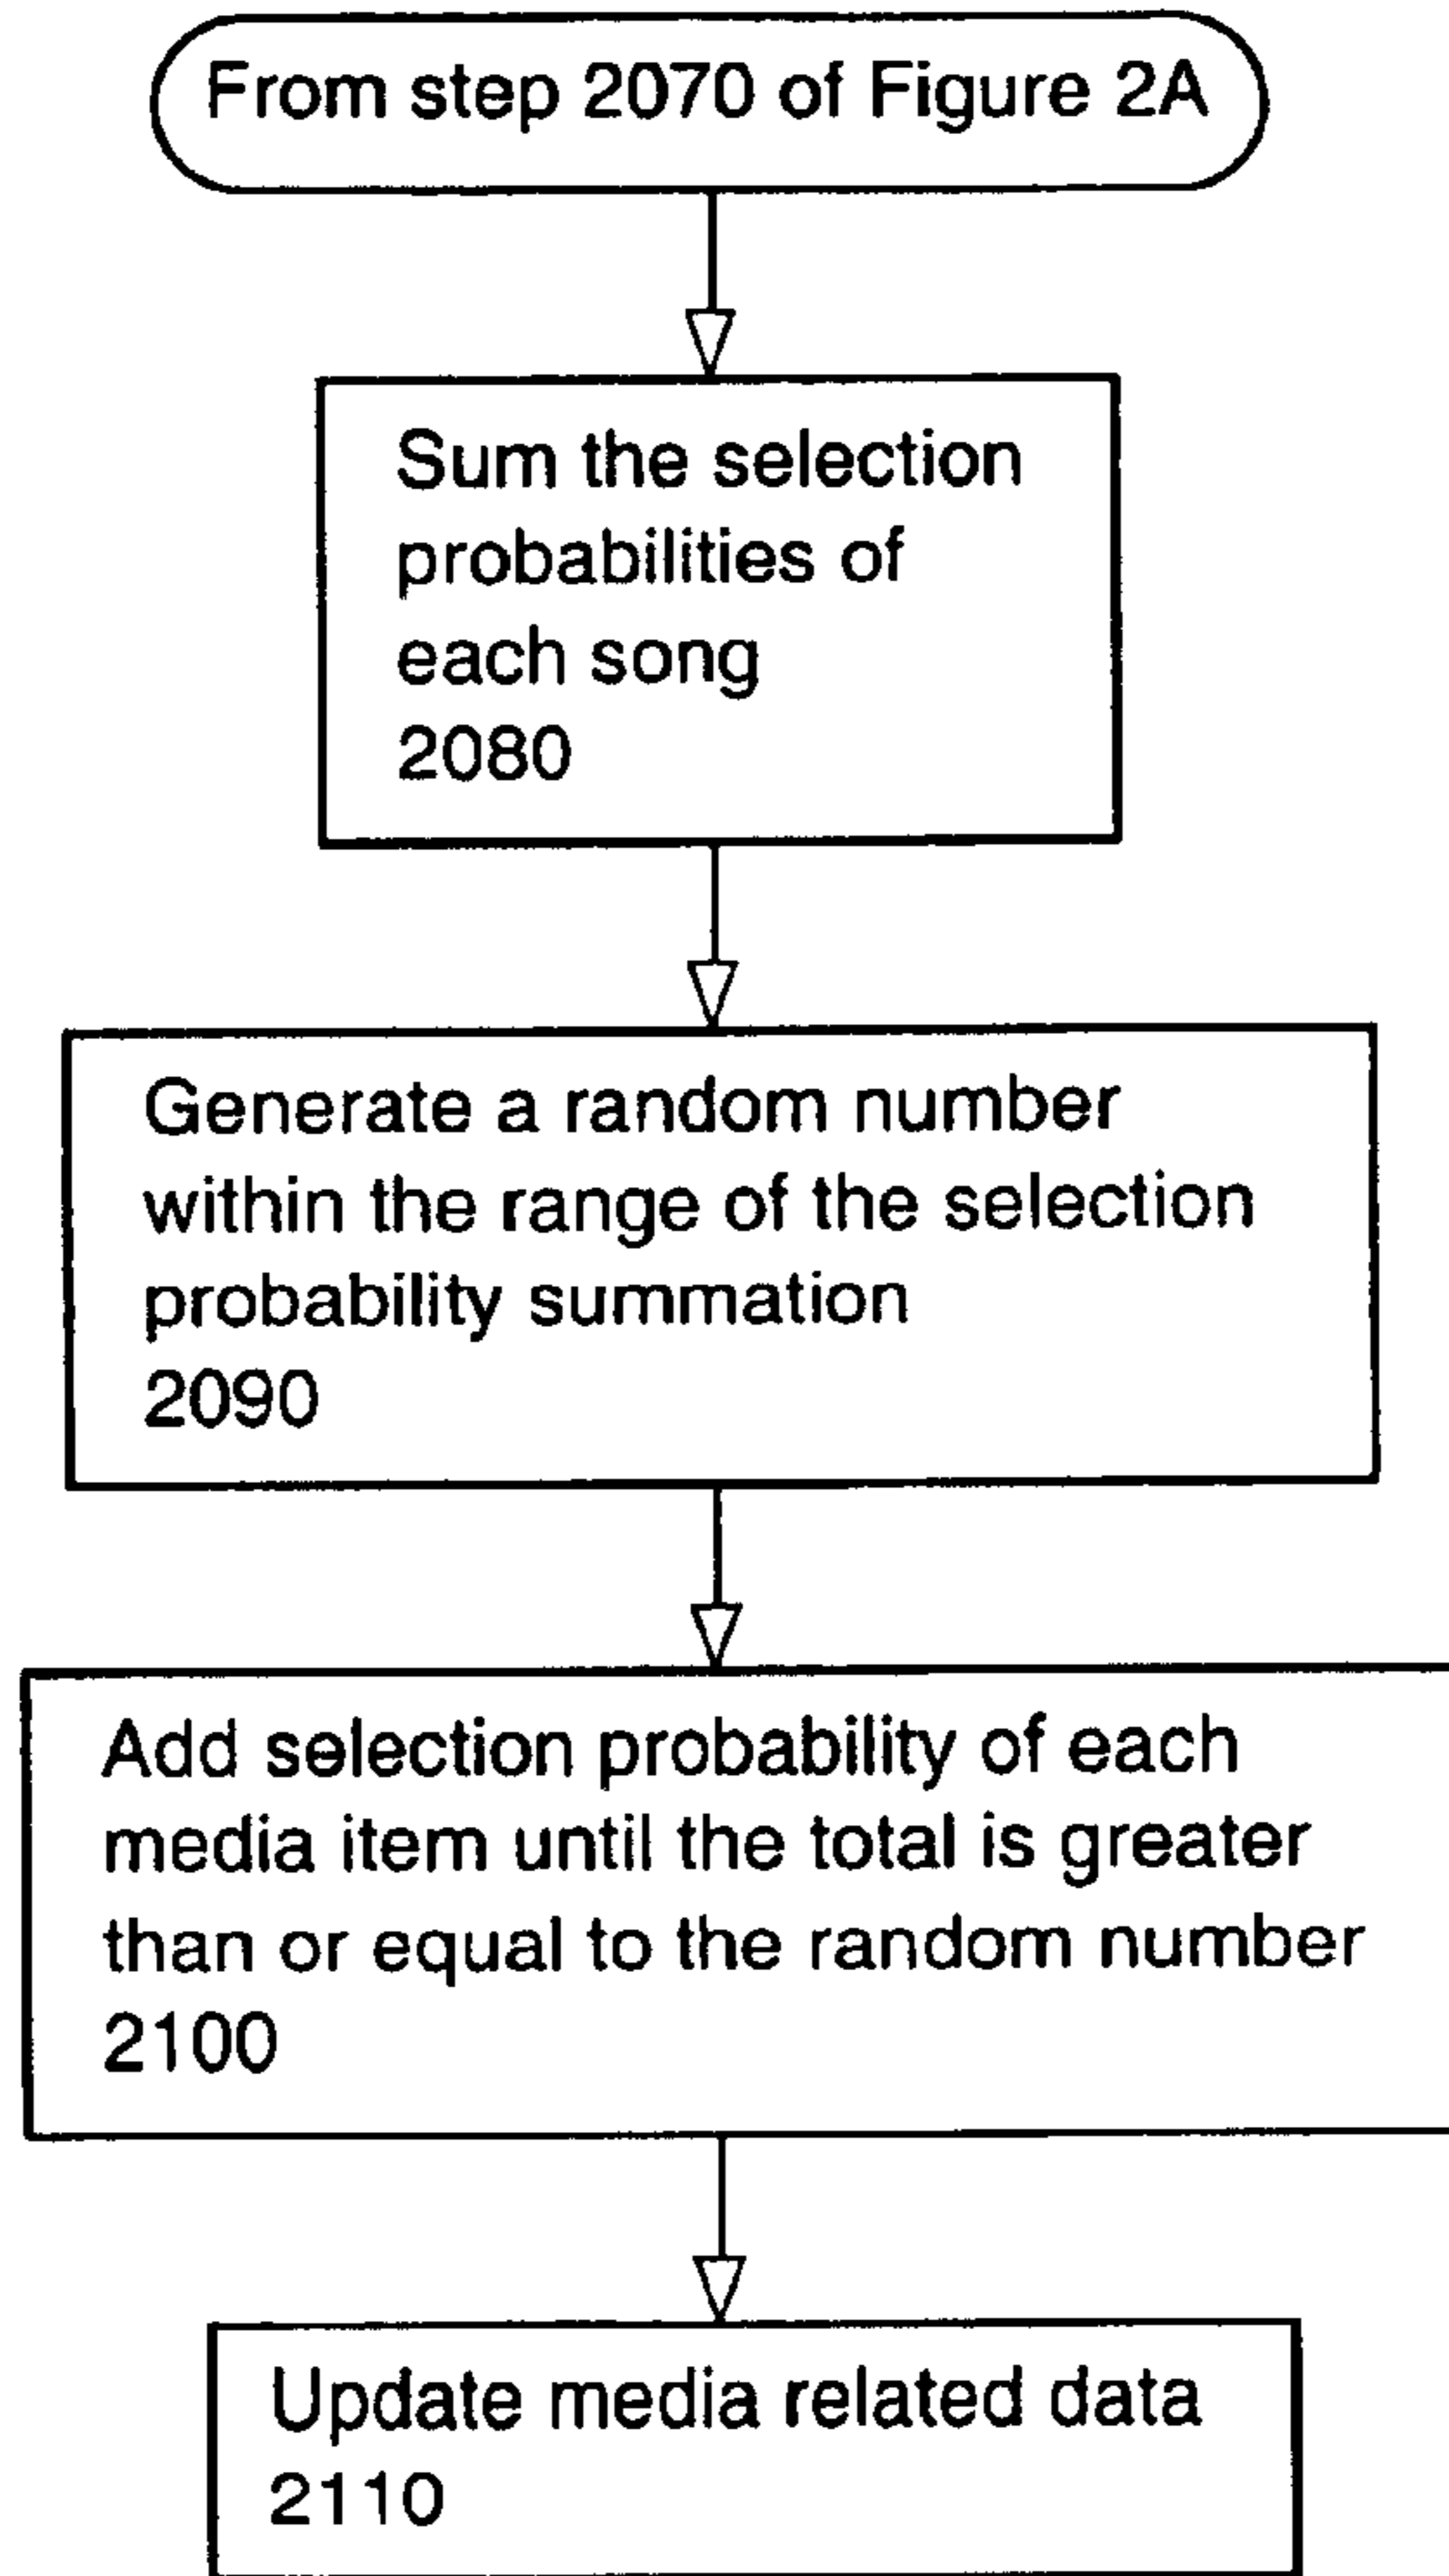 From step 2070 of Figure 2A
Sum the selection
probabilities of
each song
2080
Generate a random number
within the range of the selection
probability summation
2090
Add selection probability of each
media item until the total is greater
than or equal to the random number
2100
Update media related data
2110